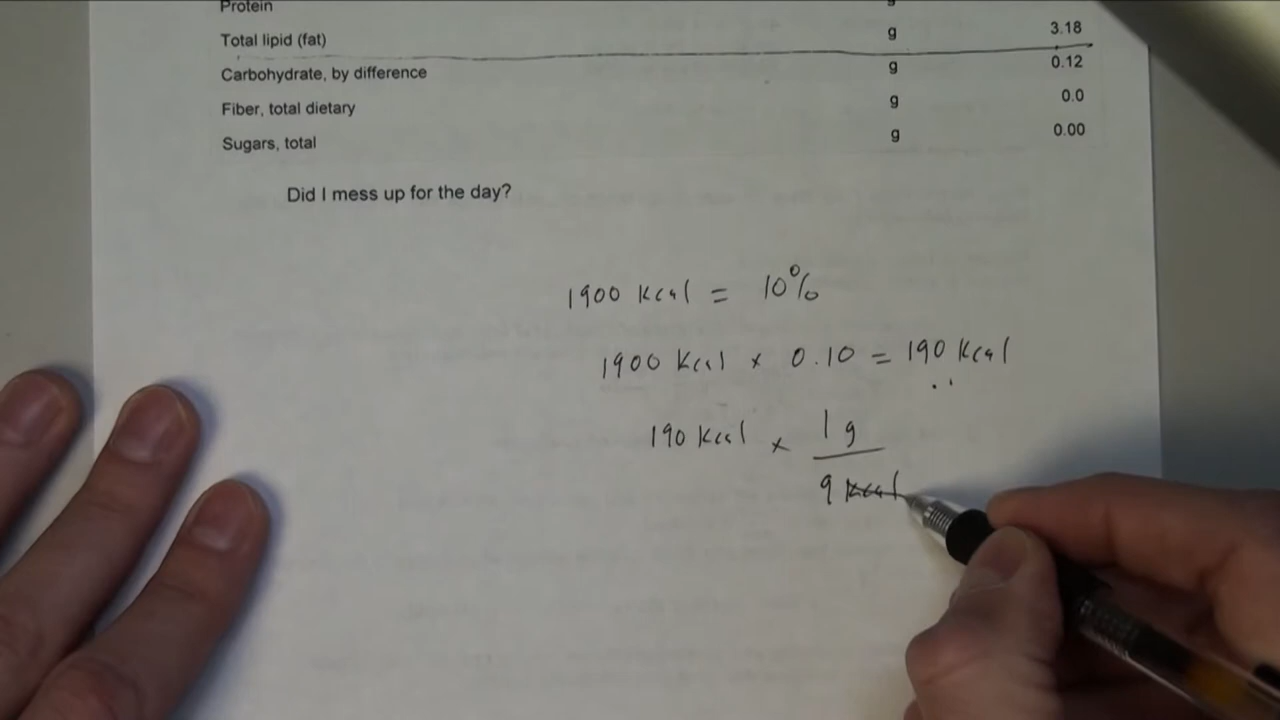 Protein g
Total lipid (fat) g 3.18
Carbohydrate, by difference g 0.12
Fiber, total dietary g 0.0
Sugars, total g 0.00
Did I mess up for the day?
1900 kcal = 10%
1900 kcal × 0.10 = 190 kcal
190 kcal × 1 g
9 kcal